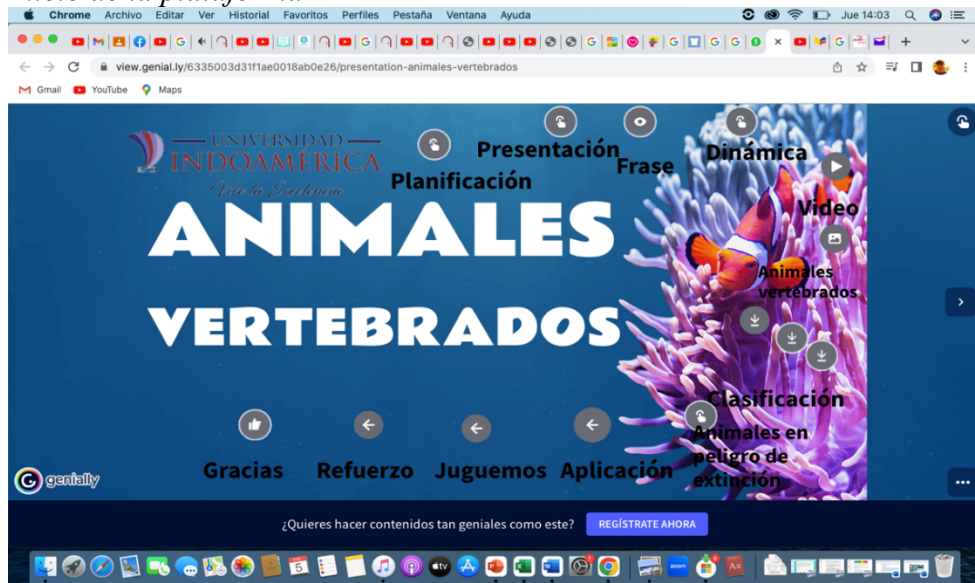 Chrome Archivo Editar Ver Historial Favoritos Perfiles Pestaña Ventana Ayuda
Jue 14:03
view.genial.ly/6335003d31f1ae0018ab0e26/presentation-animales-vertebrados
Gmail YouTube Maps
UNIVERSIDAD
INDOAMÉRICA
Planificación
Presentación
Frase
Dinámica
Video
ANIMALES
VERTEBRADOS
Animales
vertebrados
Clasificación
Animales en
peligro de
extinción
Gracias Refuerzo Juguemos Aplicación
genially
¿Quieres hacer contenidos tan geniales como este? REGÍSTRATE AHORA